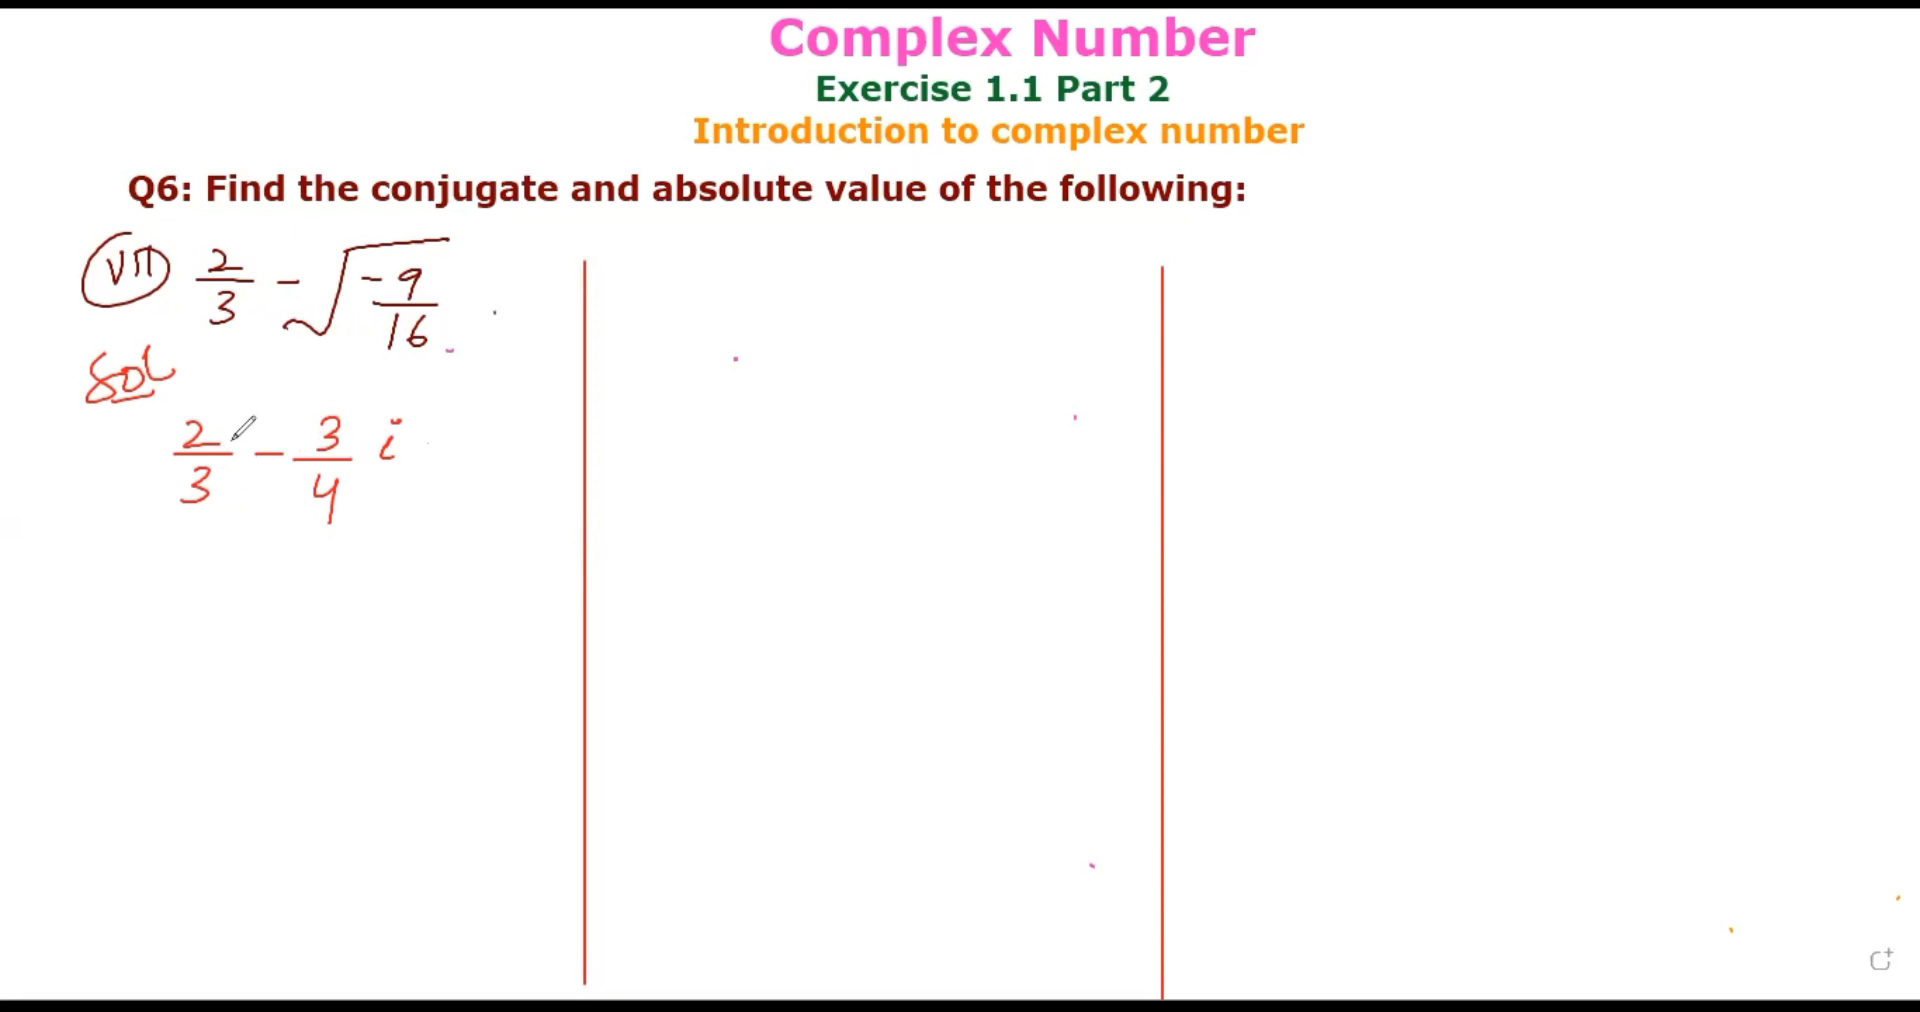 Complex Number
Exercise 1.1 Part 2
Introduction to complex number
Q6: Find the conjugate and absolute value of the following:
VII 2/3 - √(-9/16)
Sol
2/3 - 3/4 i